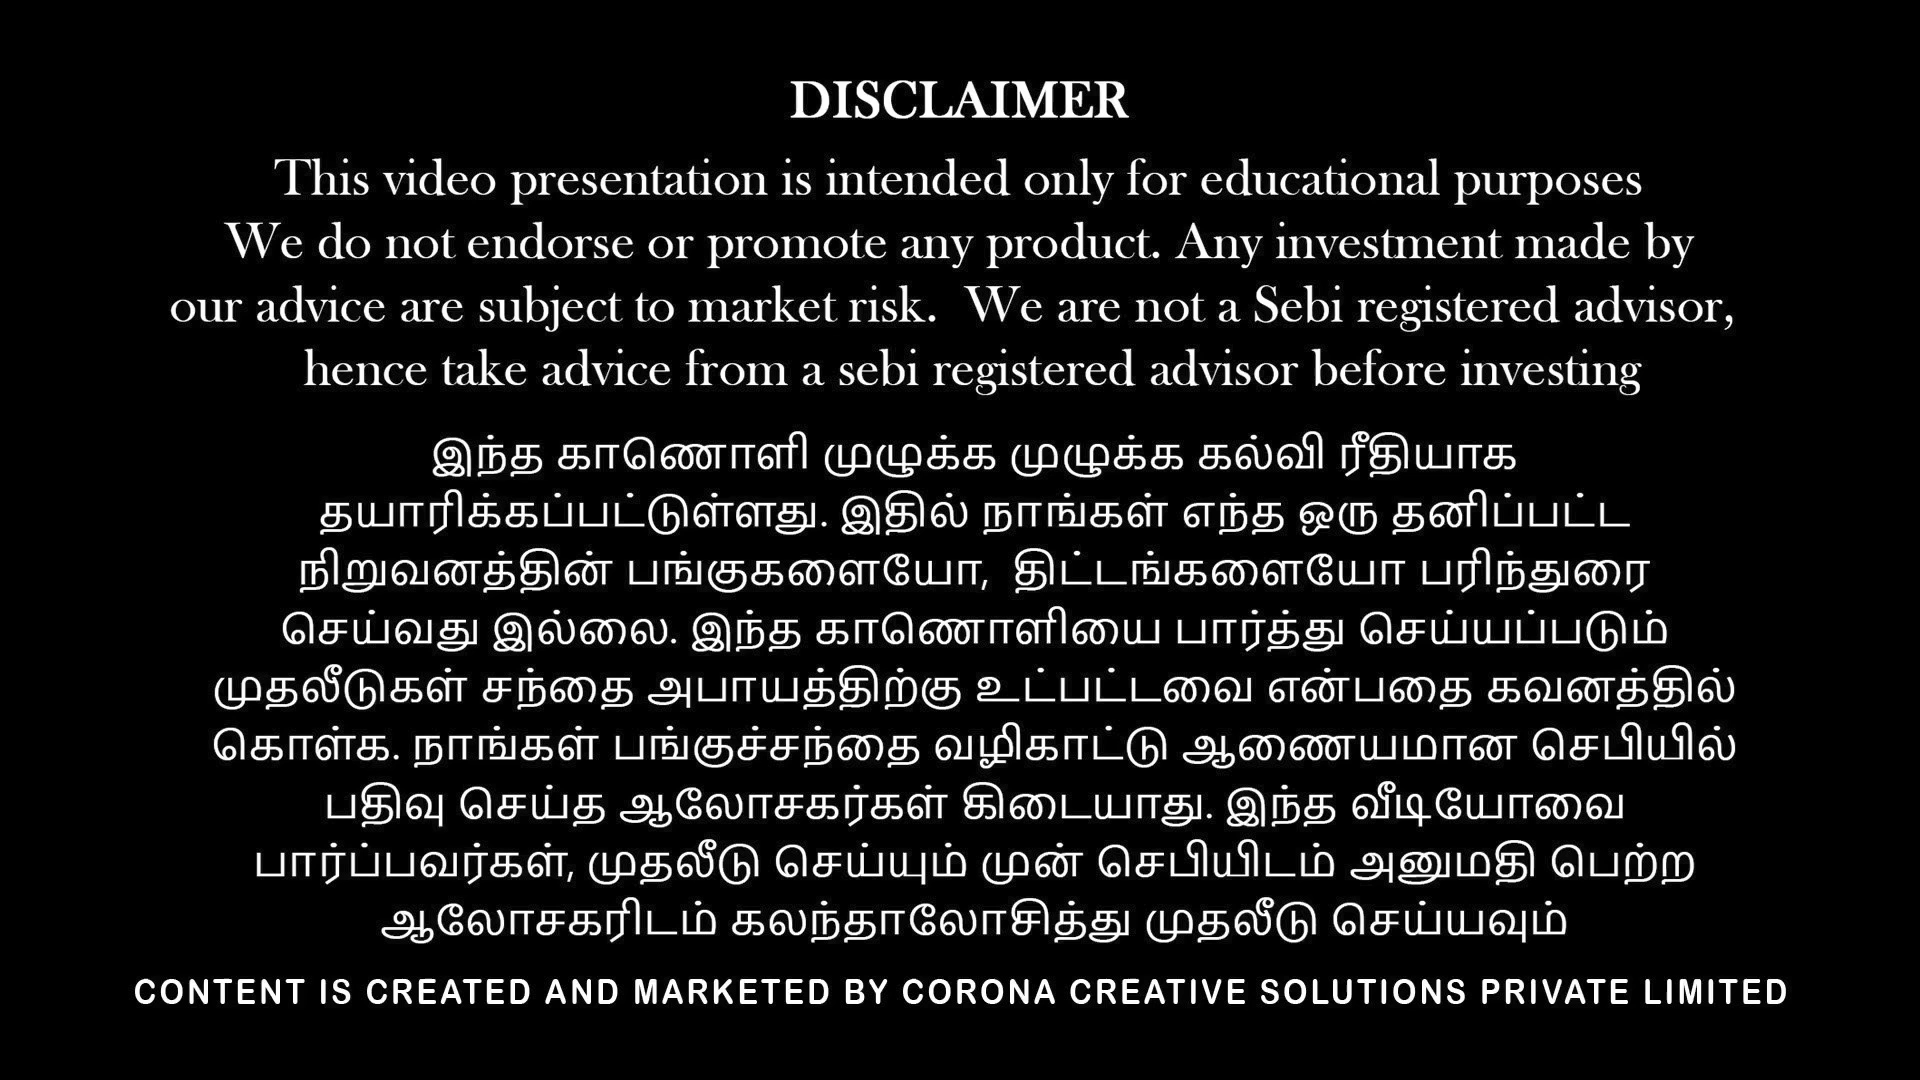 DISCLAIMER
This video presentation is intended only for educational purposes
We do not endorse or promote any product. Any investment made by
our advice are subject to market risk.  We are not a Sebi registered advisor,
hence take advice from a sebi registered advisor before investing
இந்த காணொளி முழுக்க முழுக்க கல்வி ரீதியாக
தயாரிக்கப்பட்டுள்ளது. இதில் நாங்கள் எந்த ஒரு தனிப்பட்ட
நிறுவனத்தின் பங்குகளையோ,  திட்டங்களையோ பரிந்துரை
செய்வது இல்லை. இந்த காணொளியை பார்த்து செய்யப்படும்
முதலீடுகள் சந்தை அபாயத்திற்கு உட்பட்டவை என்பதை கவனத்தில்
கொள்க. நாங்கள் பங்குச்சந்தை வழிகாட்டு ஆணையமான செபியில்
பதிவு செய்த ஆலோசகர்கள் கிடையாது. இந்த வீடியோவை
பார்ப்பவர்கள், முதலீடு செய்யும் முன் செபியிடம் அனுமதி பெற்ற
ஆலோசகரிடம் கலந்தாலோசித்து முதலீடு செய்யவும்
CONTENT IS CREATED AND MARKETED BY CORONA CREATIVE SOLUTIONS PRIVATE LIMITED